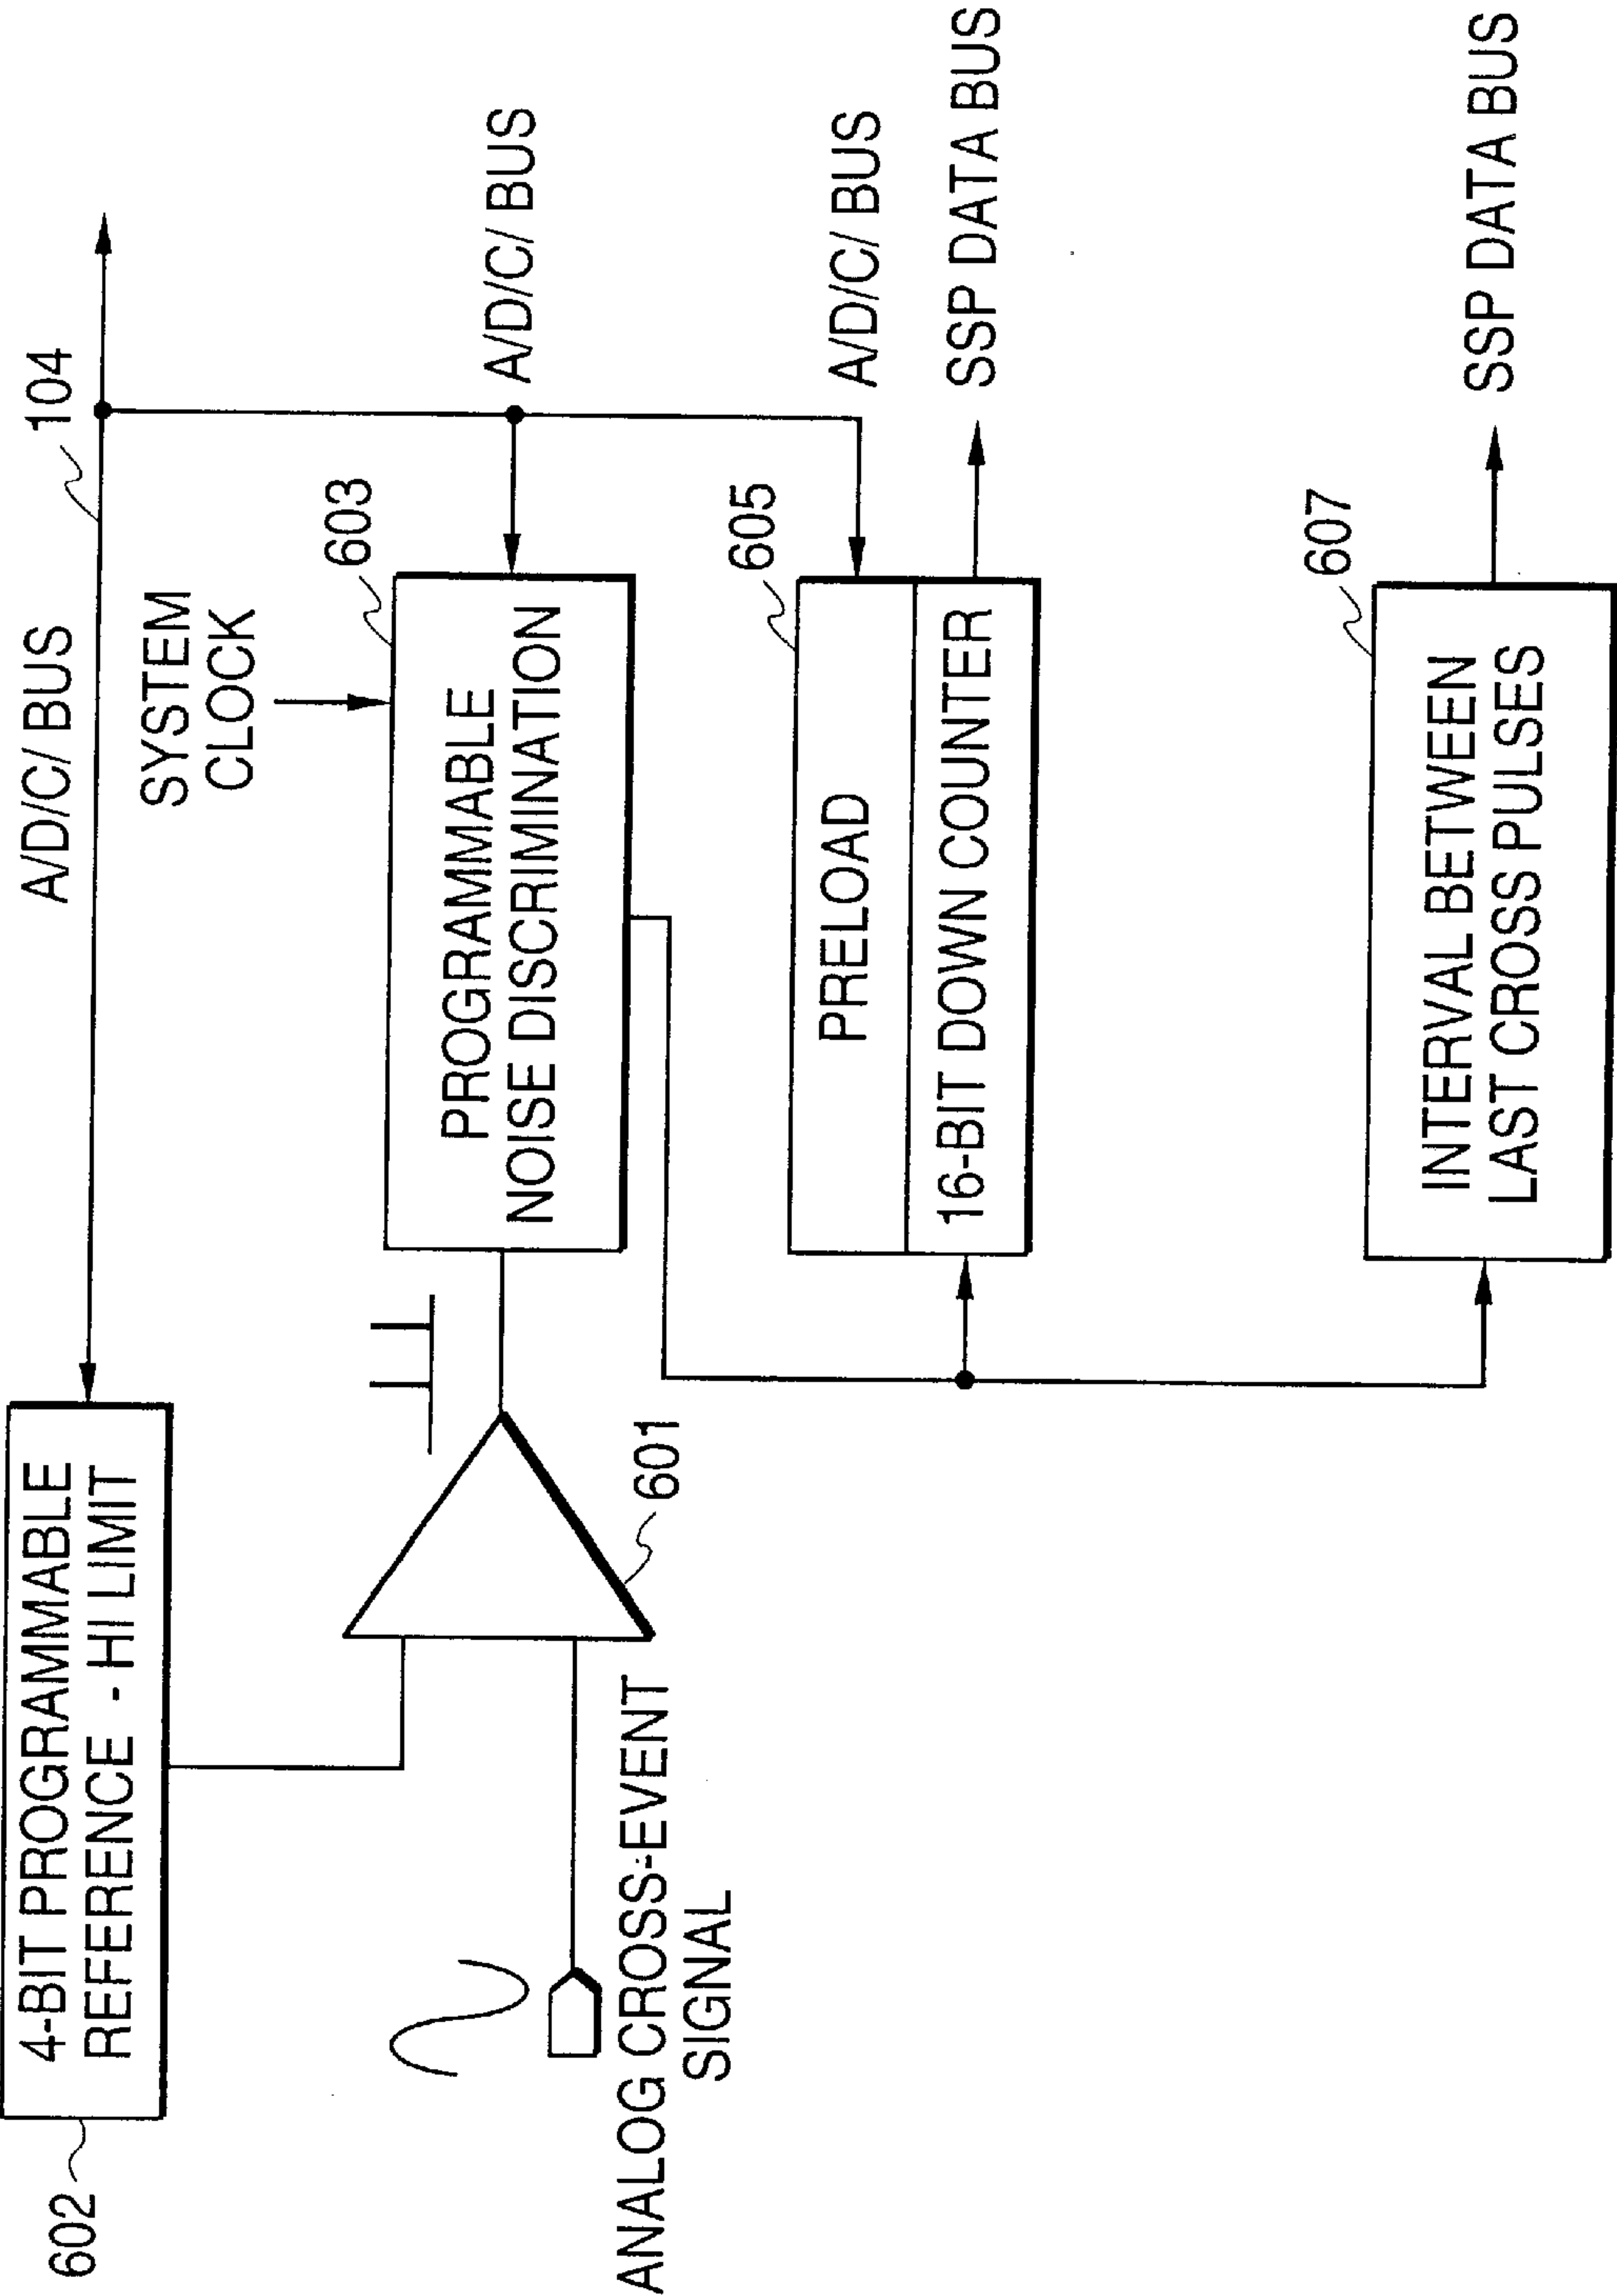 602
4-BIT PROGRAMMABLE
REFERENCE - HI LIMIT
A/D/C/ BUS
104
SYSTEM
CLOCK
603
PROGRAMMABLE
NOISE DISCRIMINATION
A/D/C/ BUS
601
ANALOG CROSS-EVENT
SIGNAL
605
PRELOAD
16-BIT DOWN COUNTER
A/D/C/ BUS
SSP DATA BUS
607
INTERVAL BETWEEN
LAST CROSS PULSES
SSP DATA BUS